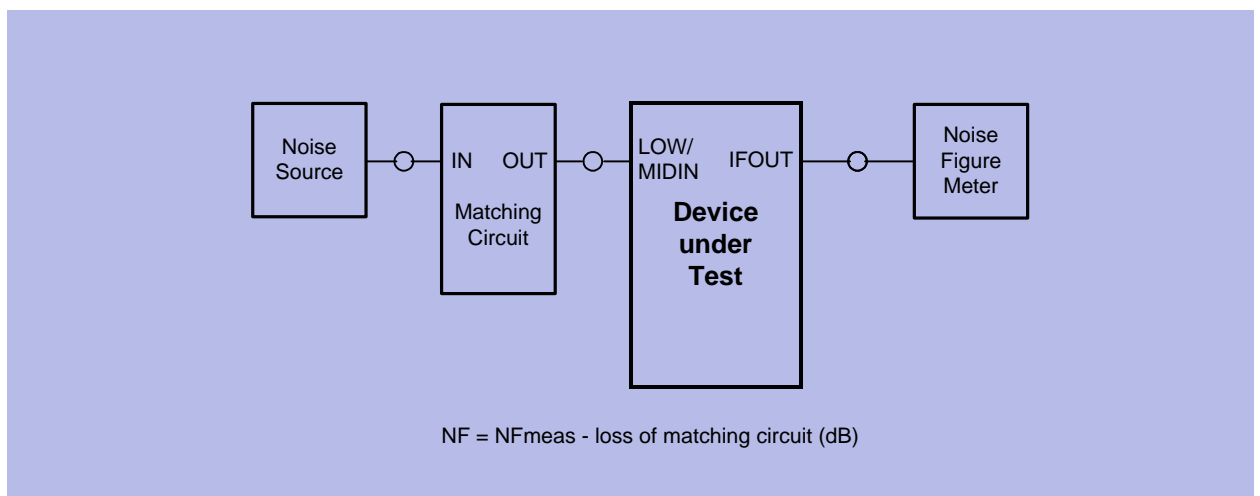 Noise
Source
IN
OUT
Matching
Circuit
LOW/
MIDIN
IFOUT
Device
under
Test
Noise
Figure
Meter
NF = NFmeas - loss of matching circuit (dB)